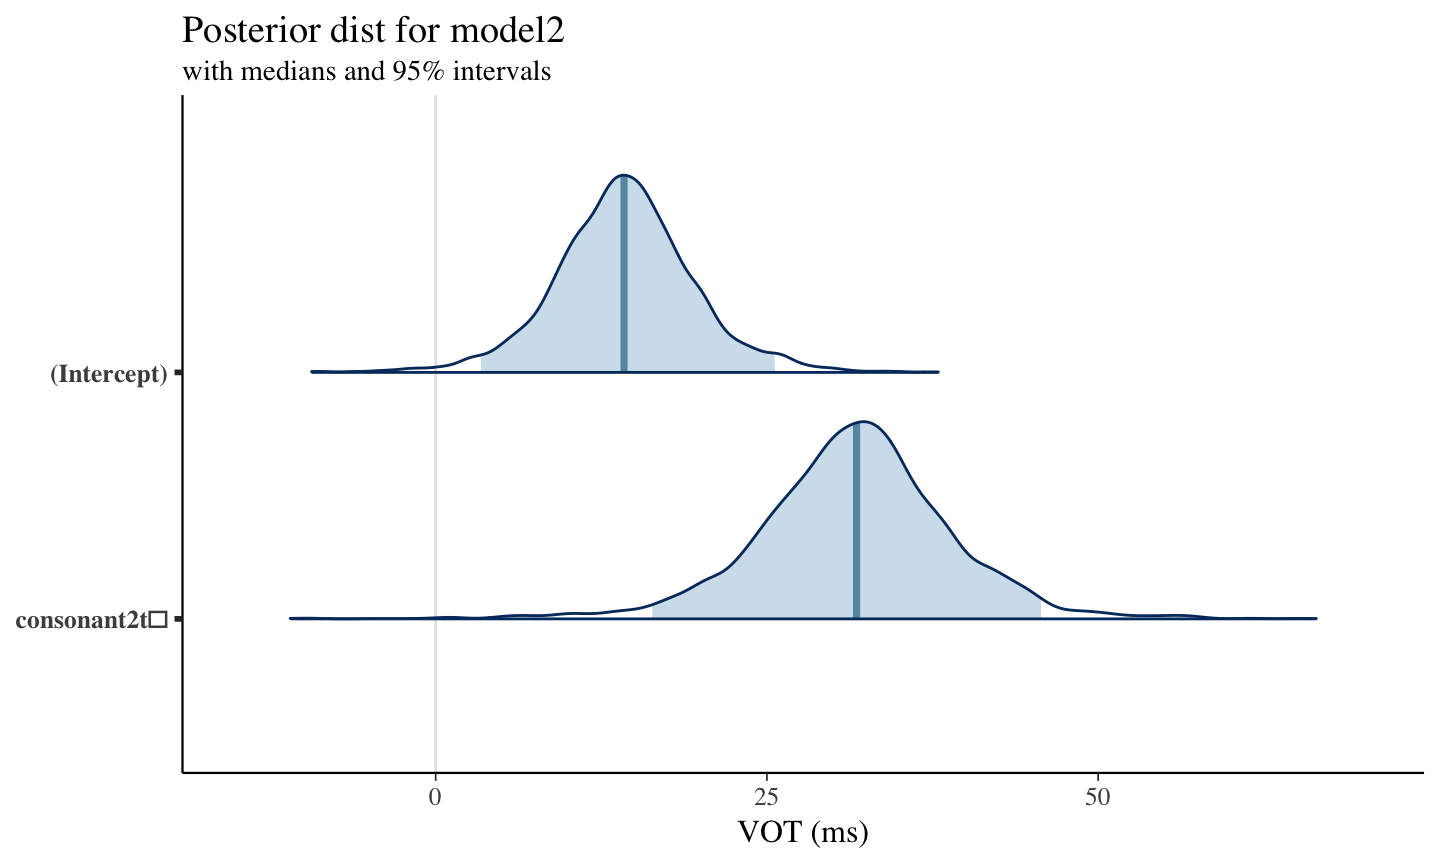 Posterior dist for model2
with medians and 95% intervals
(Intercept)
consonant2t□
0
25
50
VOT (ms)